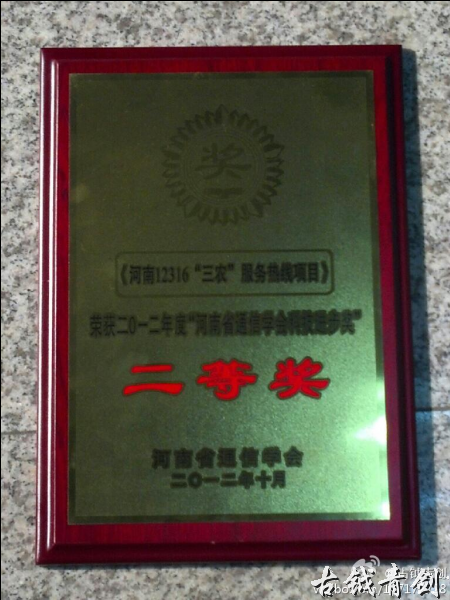 奖
《河南12316“三农”服务热线项目》
荣获二〇一二年度“河南省通信学会科技进步奖”
二等奖
河南省通信学会
二〇一二年十月
古钺青剑